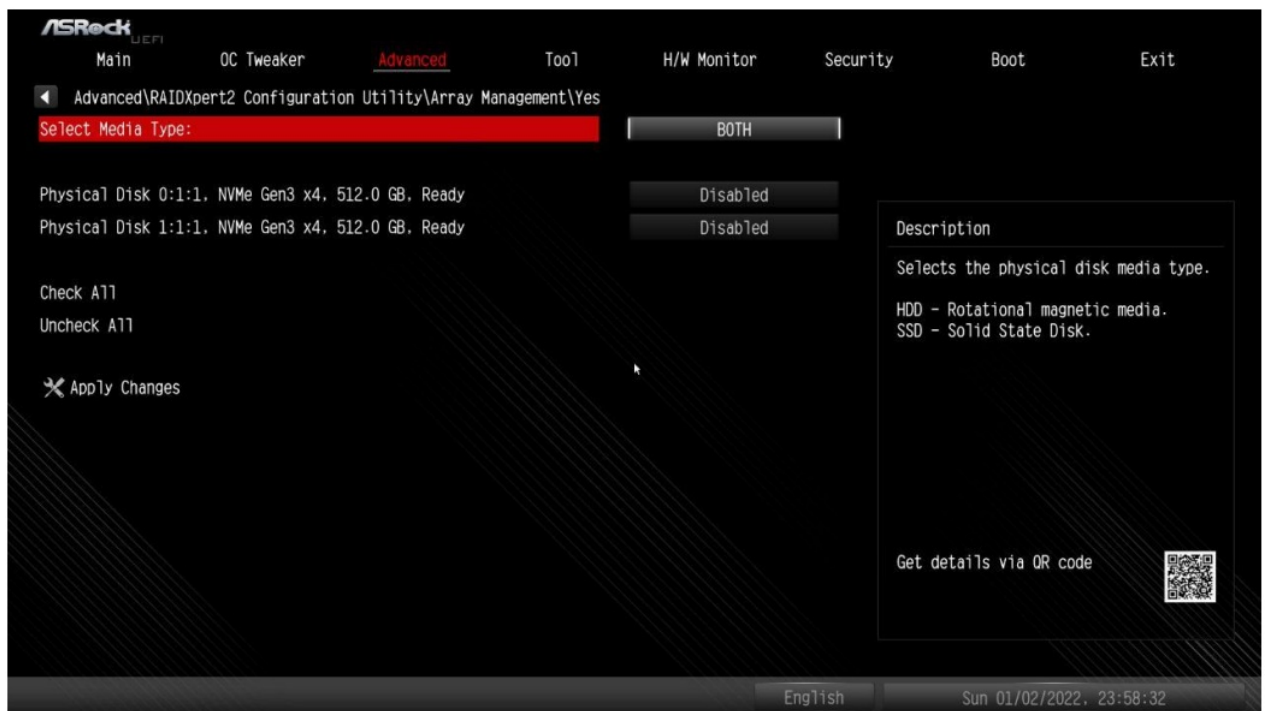 ASRock
UEFI
Main OC Tweaker Advanced Tool H/W Monitor Security Boot Exit
Advanced\RAIDXpert2 Configuration Utility\Array Management\Yes
Select Media Type: BOTH
Physical Disk 0:1:1, NVMe Gen3 x4, 512.0 GB, Ready Disabled
Physical Disk 1:1:1, NVMe Gen3 x4, 512.0 GB, Ready Disabled
Check All
Uncheck All
Apply Changes
Description
Selects the physical disk media type.
HDD - Rotational magnetic media.
SSD - Solid State Disk.
Get details via QR code
English Sun 01/02/2022, 23:58:32